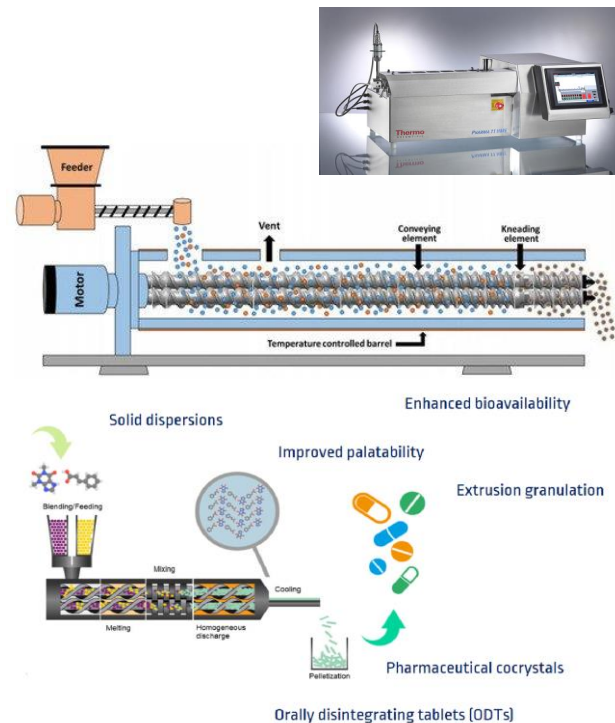 Thermo
Feeder
Vent
Conveying
element
Kneading
element
Motor
Temperature controlled barrel
Enhanced bioavailability
Solid dispersions
Improved palatability
Extrusion granulation
Blending/Feeding
Mixing
Cooling
Melting
Homogeneous
discharge
Pelletization
Pharmaceutical cocrystals
Orally disintegrating tablets (ODTs)